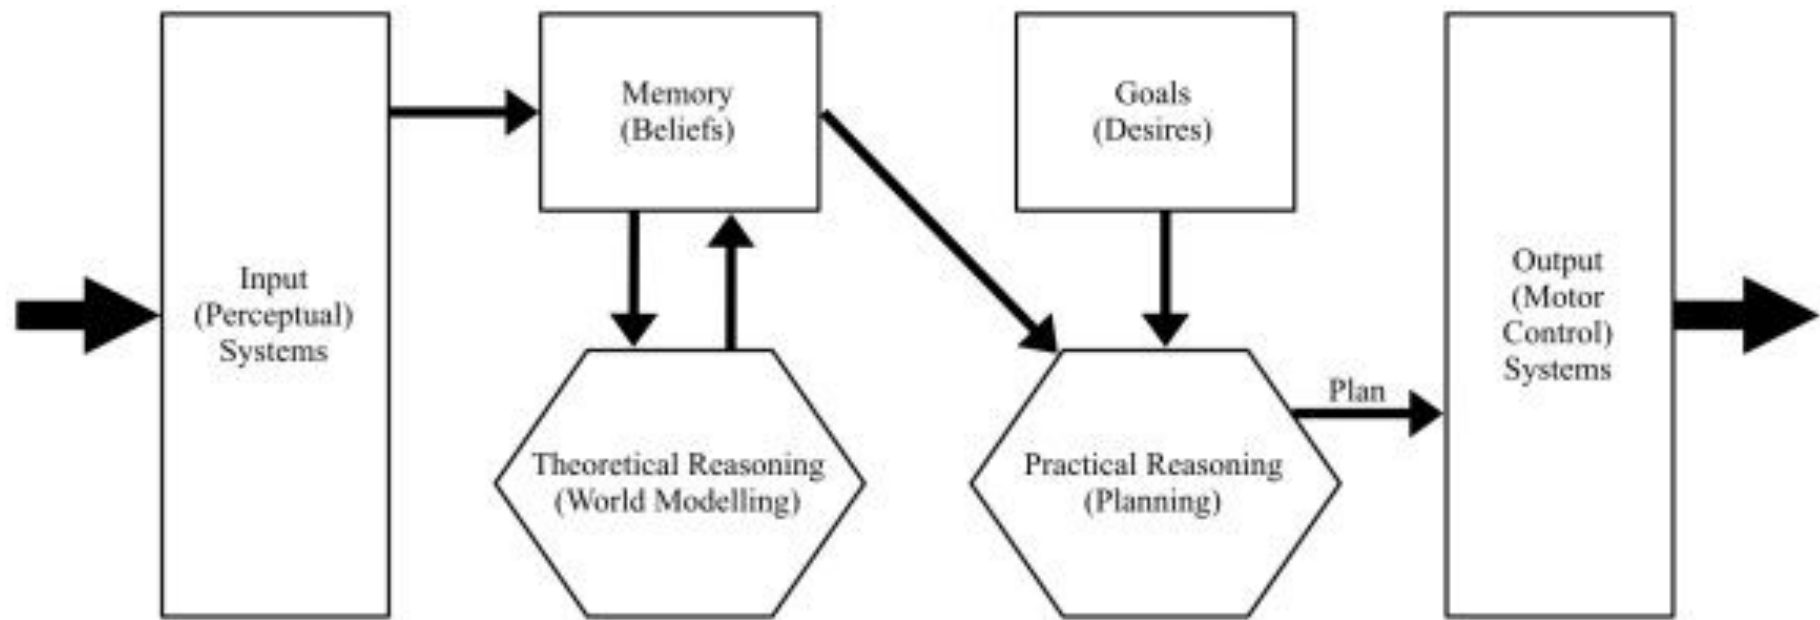 Input
(Perceptual)
Systems
Memory
(Beliefs)
Theoretical Reasoning
(World Modelling)
Goals
(Desires)
Practical Reasoning
(Planning)
Plan
Output
(Motor
Control)
Systems